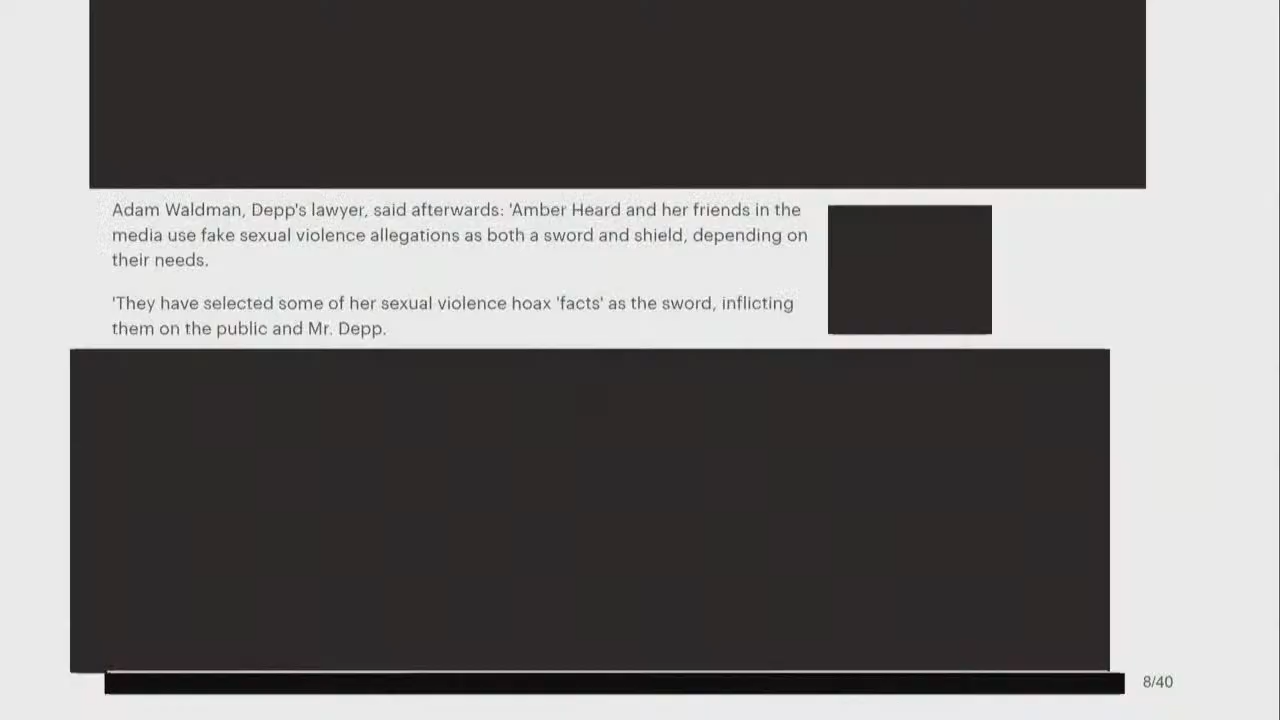 Adam Waldman, Depp's lawyer, said afterwards: 'Amber Heard and her friends in the
media use fake sexual violence allegations as both a sword and shield, depending on
their needs.
'They have selected some of her sexual violence hoax 'facts' as the sword, inflicting
them on the public and Mr. Depp.
8/40